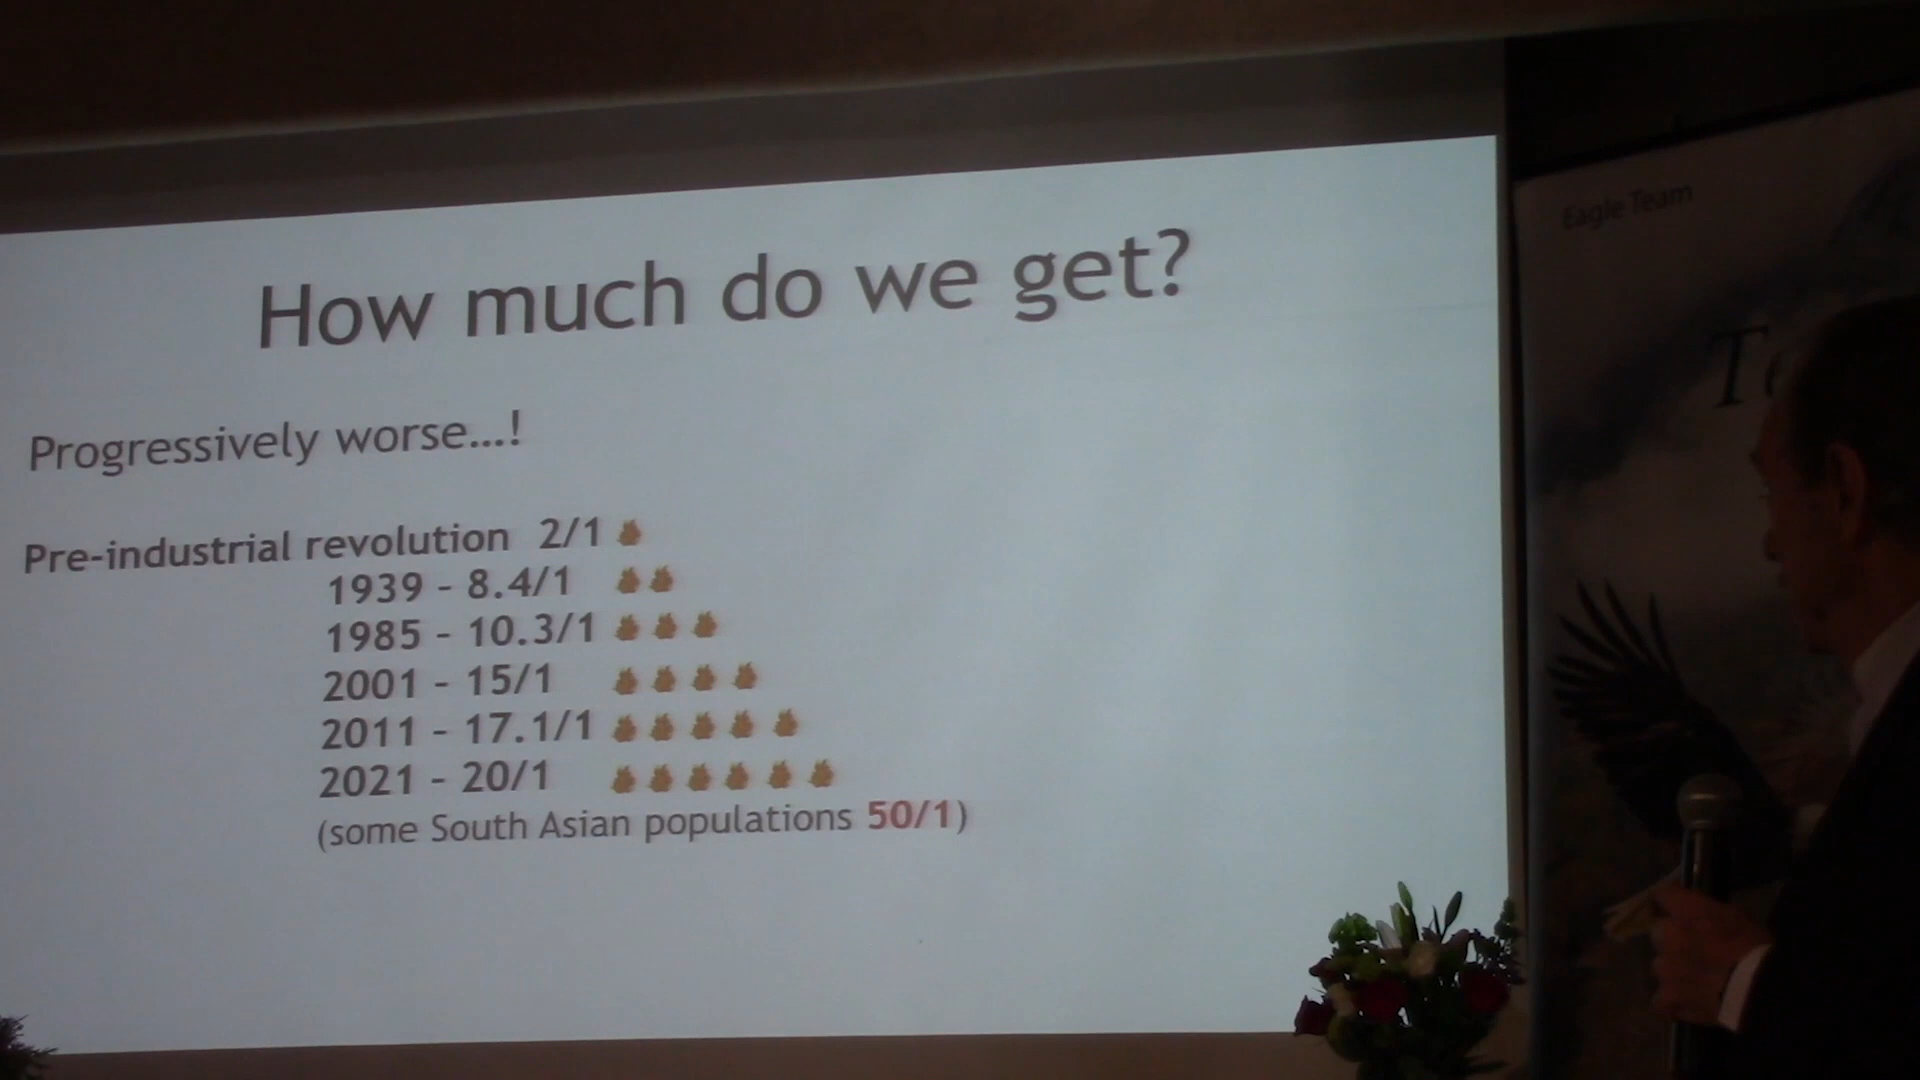 How much do we get?
Progressively worse...!
Pre-industrial revolution 2/1
1939 - 8.4/1
1985 - 10.3/1
2001 - 15/1
2011 - 17.1/1
2021 - 20/1
(some South Asian populations 50/1)
Eagle Team